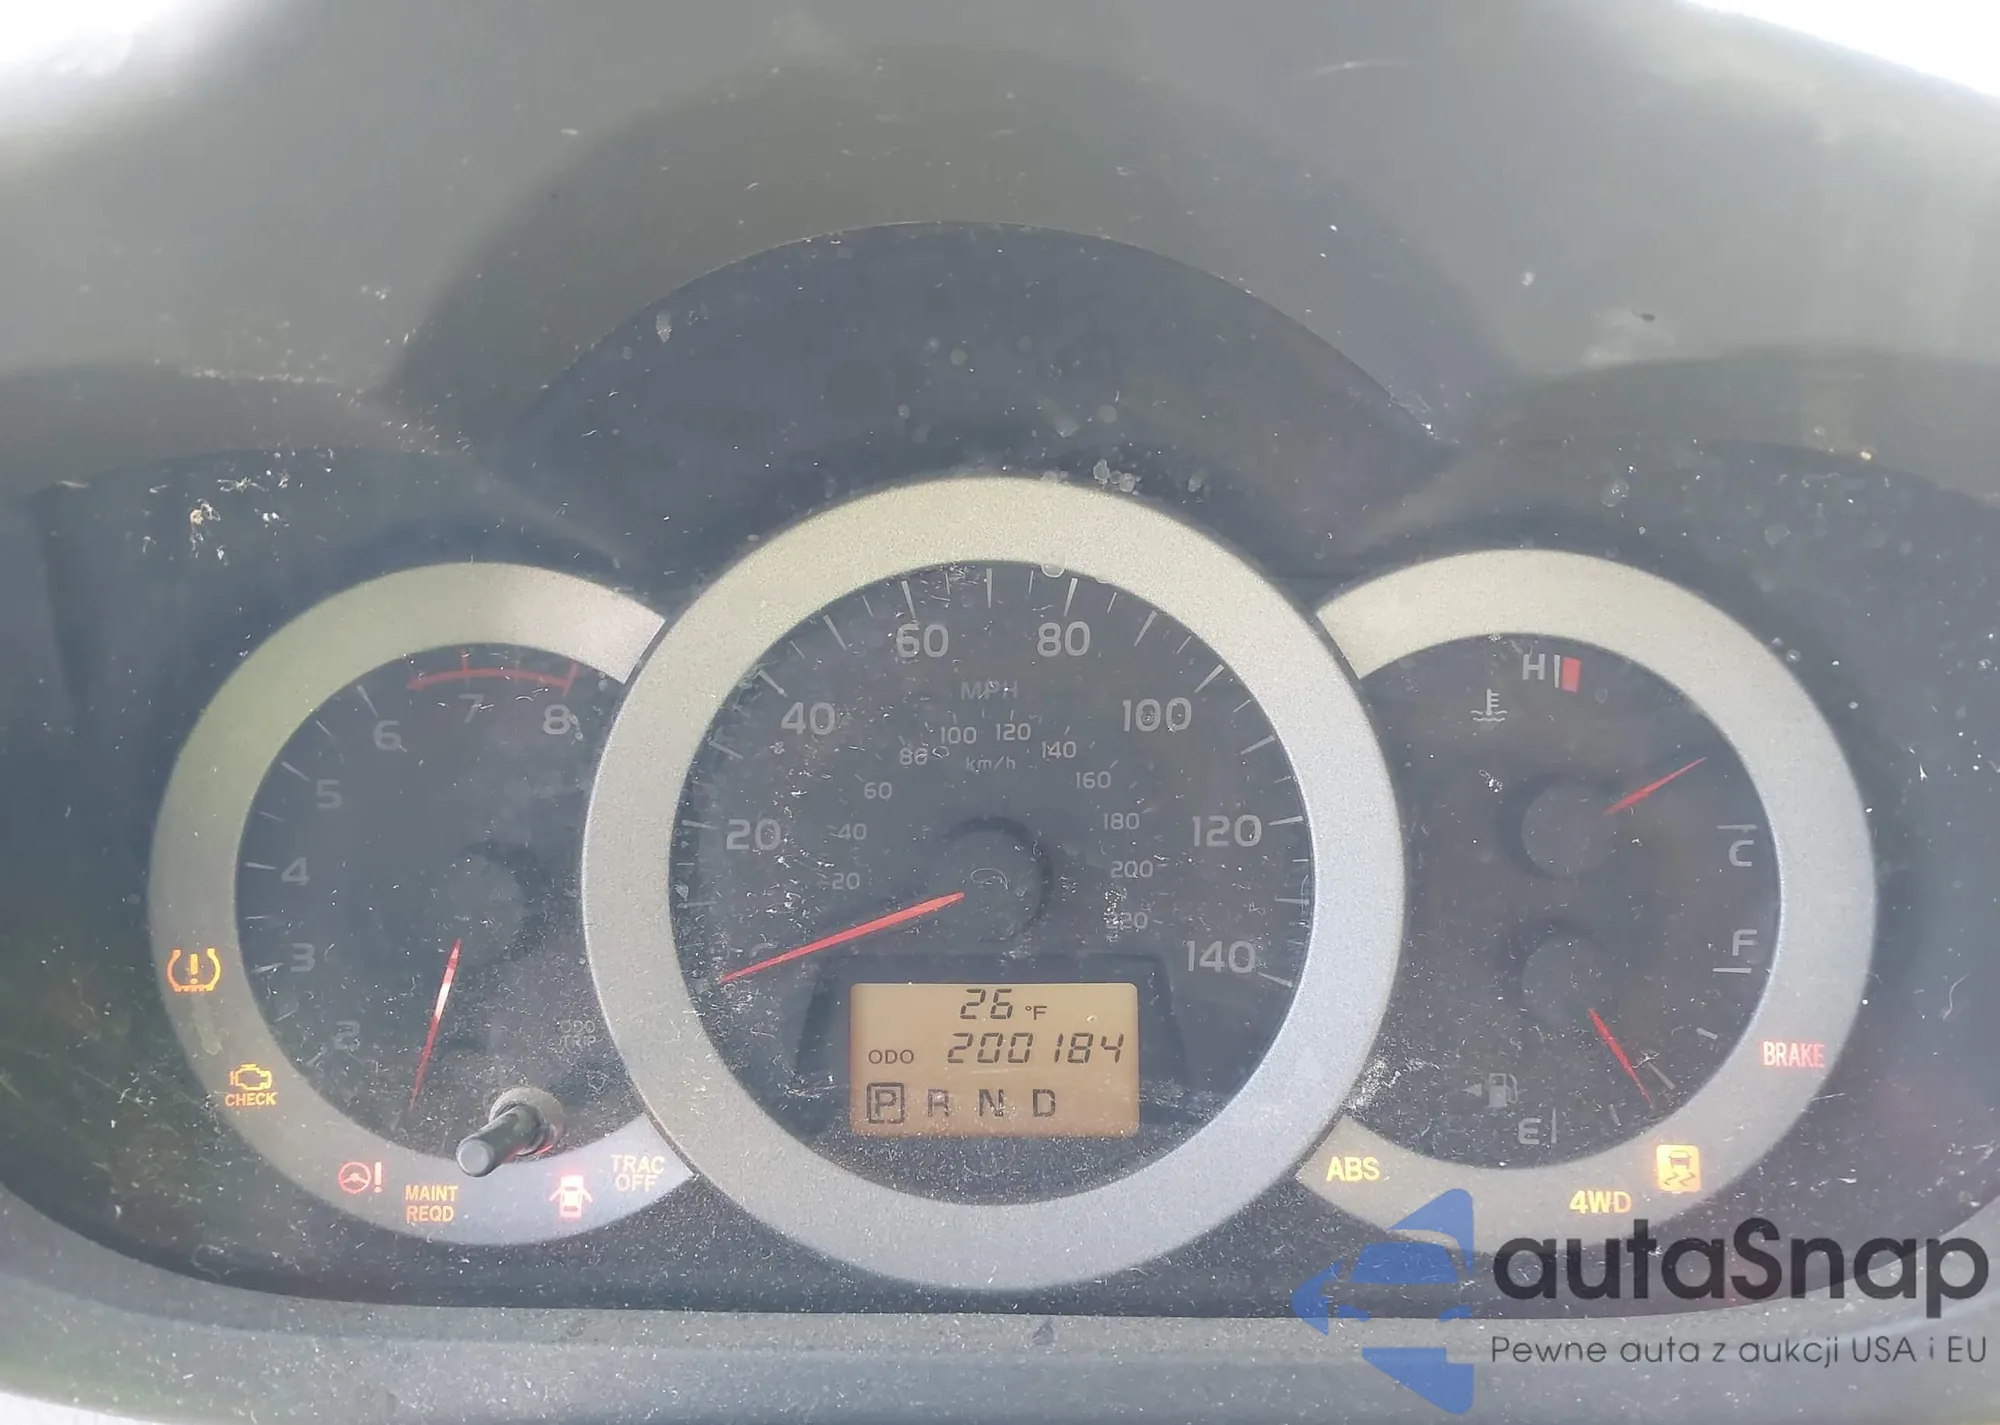 H
60
80
7
MPH
6
8
40
100
100
120
80
140
km/h
5
60
160
C
20
40
180
120
4
20
200
F
3
220
140
26 °F
2
ODO
TRIP
ODO 200184
BRAKE
CHECK
P R N D
E
TRAC
OFF
ABS
MAINT
REQD
4WD
autaSnap
Pewne auta z aukcji USA i EU